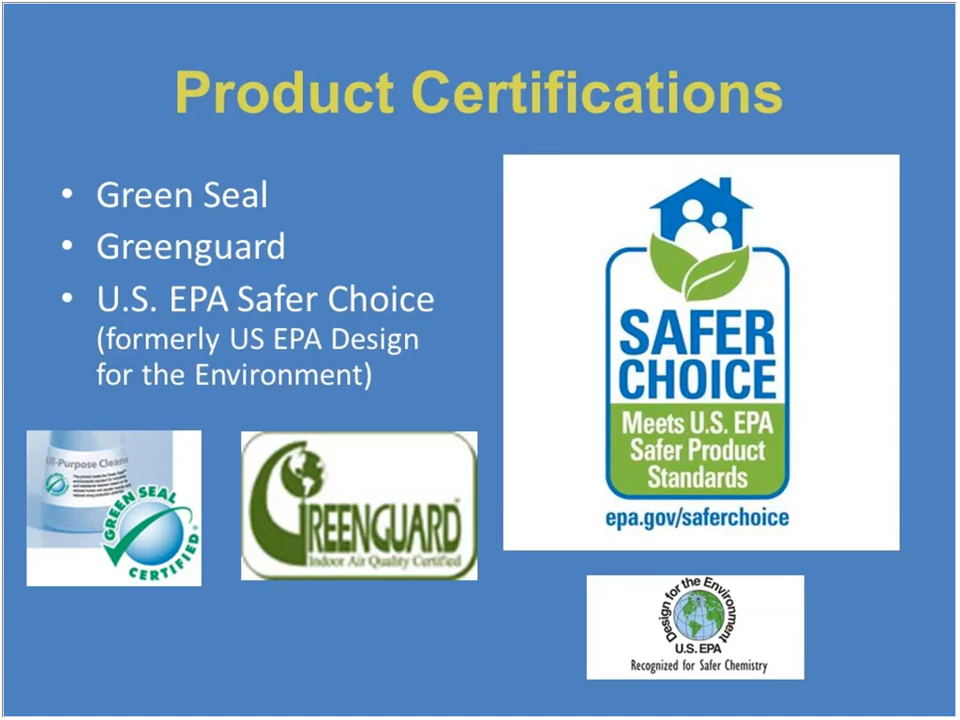 Product Certifications
• Green Seal
• Greenguard
• U.S. EPA Safer Choice
(formerly US EPA Design
for the Environment)
SAFER
CHOICE
Meets U.S. EPA
Safer Product
Standards
epa.gov/saferchoice
ll-Purpose Cleane
GREEN SEAL
CERTIFIED
GREENGUARD
Indoor Air Quality Certified
Design for the Environment
U.S. EPA
Recognized for Safer Chemistry